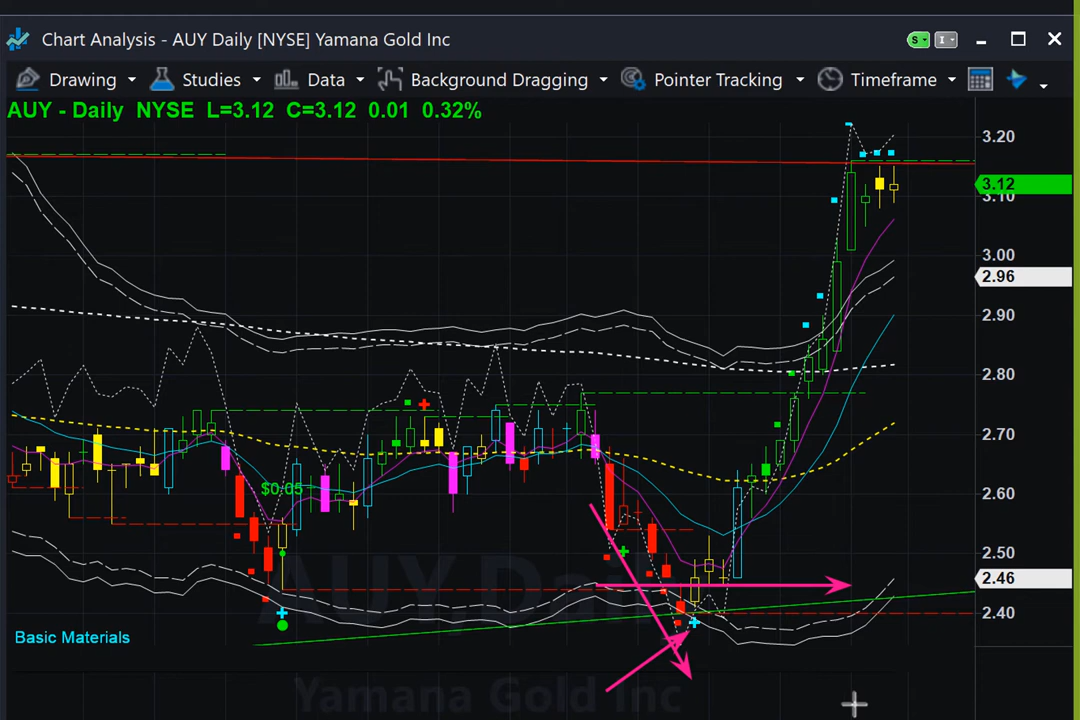 Chart Analysis - AUY Daily [NYSE] Yamana Gold Inc
S
I
Drawing Studies Data Background Dragging Pointer Tracking Timeframe
AUY - Daily NYSE L=3.12 C=3.12 0.01 0.32%
3.20
3.12
3.10
3.00
2.96
2.90
2.80
2.70
2.60
$0.05
2.50
2.46
2.40
AUY Daily
Basic Materials
Yamana Gold Inc